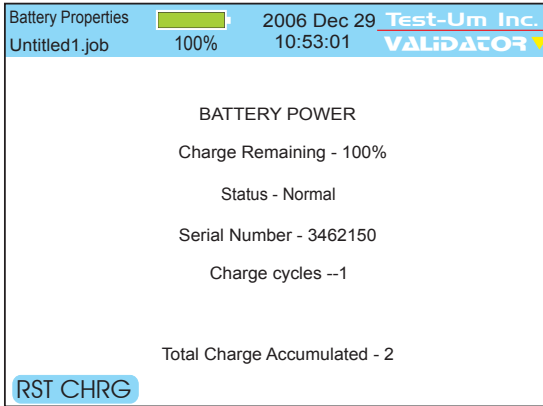 Battery Properties 2006 Dec 29 Test-Um Inc.
Untitled1.job 100% 10:53:01 VALIDATOR
BATTERY POWER
Charge Remaining - 100%
Status - Normal
Serial Number - 3462150
Charge cycles --1
Total Charge Accumulated - 2
RST CHRG